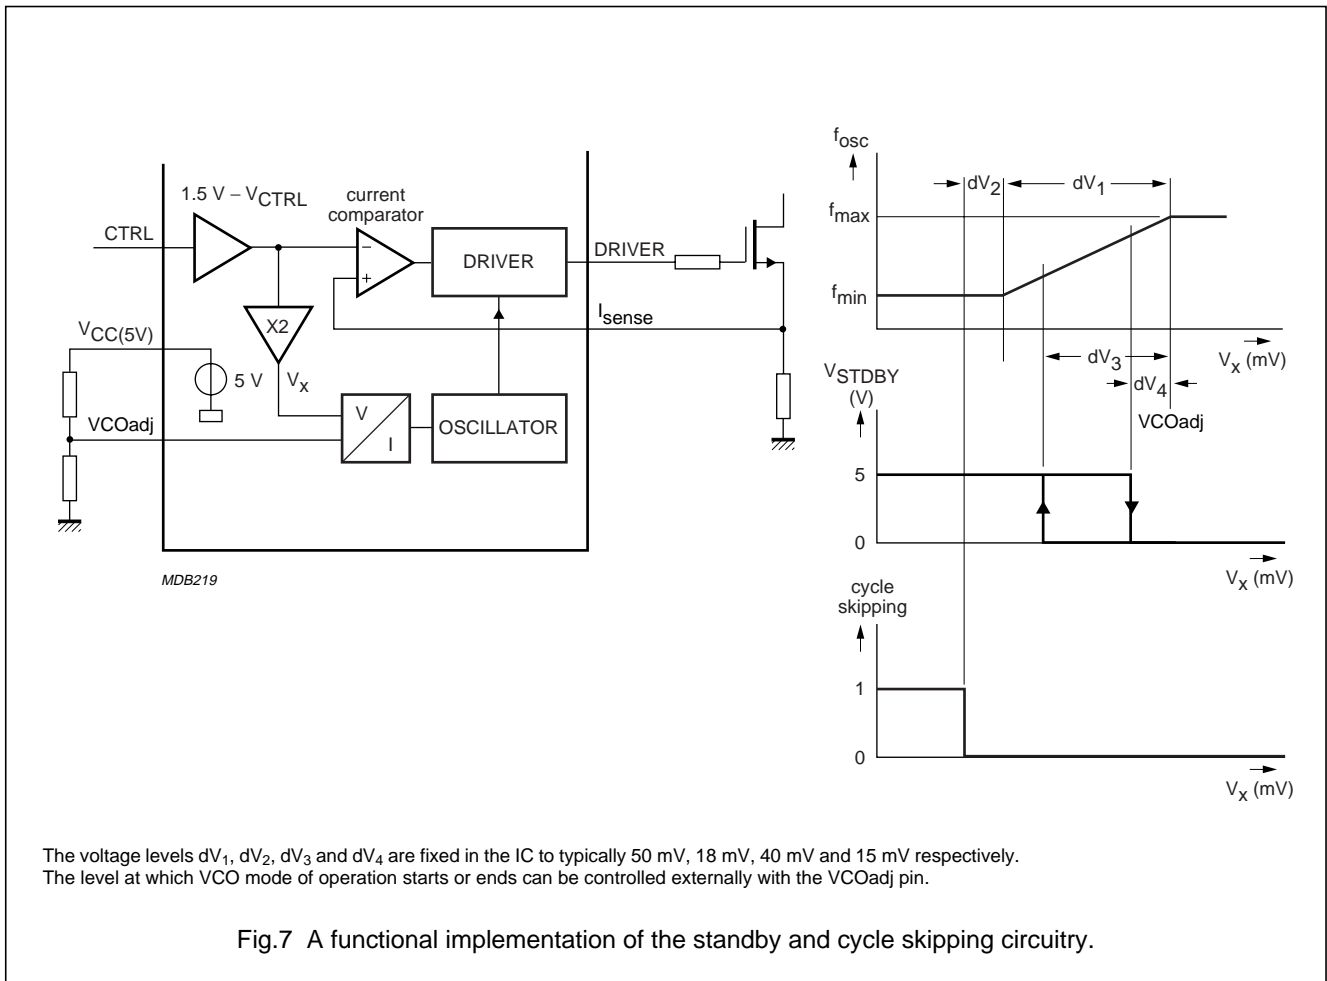 1.5 V – VCTRL
current
comparator
CTRL
–
+
DRIVER
DRIVER
Isense
X2
VCC(5V)
5 V
Vx
VCOadj
V
I
OSCILLATOR
MDB219
fosc
dV2
dV1
fmax
fmin
dV3
Vx (mV)
dV4
VCOadj
VSTDBY
(V)
5
0
Vx (mV)
cycle
skipping
1
0
Vx (mV)
The voltage levels dV1, dV2, dV3 and dV4 are fixed in the IC to typically 50 mV, 18 mV, 40 mV and 15 mV respectively.
The level at which VCO mode of operation starts or ends can be controlled externally with the VCOadj pin.
Fig.7 A functional implementation of the standby and cycle skipping circuitry.